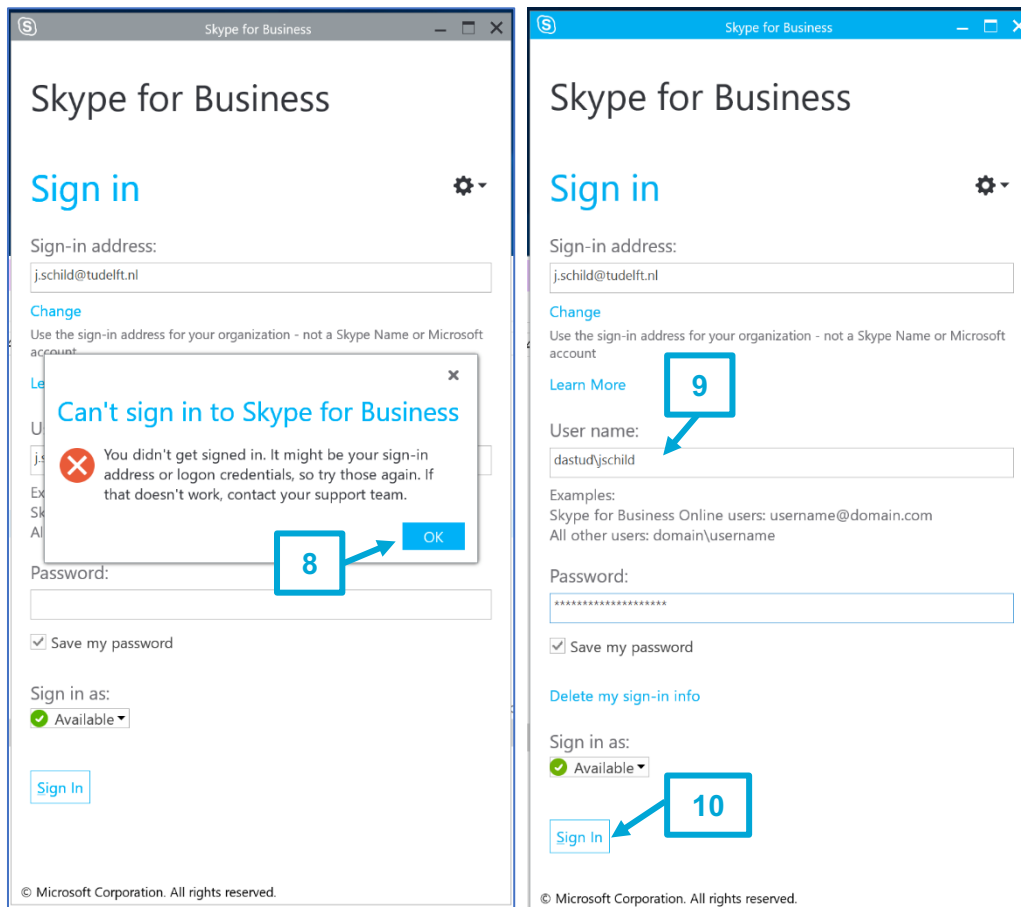 Skype for Business
Skype for Business
Sign in
Sign-in address:
j.schild@tudelft.nl
Change
Use the sign-in address for your organization - not a Skype Name or Microsoft
account
Le
Can't sign in to Skype for Business
You didn't get signed in. It might be your sign-in
address or logon credentials, so try those again. If
that doesn't work, contact your support team.
OK
8
U
j.s
Ex
Sk
Al
Password:
Save my password
Sign in as:
Available
Sign In
© Microsoft Corporation. All rights reserved.
Skype for Business
Skype for Business
Sign in
Sign-in address:
j.schild@tudelft.nl
Change
Use the sign-in address for your organization - not a Skype Name or Microsoft
account
Learn More
9
User name:
dastud\jschild
Examples:
Skype for Business Online users: username@domain.com
All other users: domain\username
Password:
********************
Save my password
Delete my sign-in info
Sign in as:
Available
10
Sign In
© Microsoft Corporation. All rights reserved.